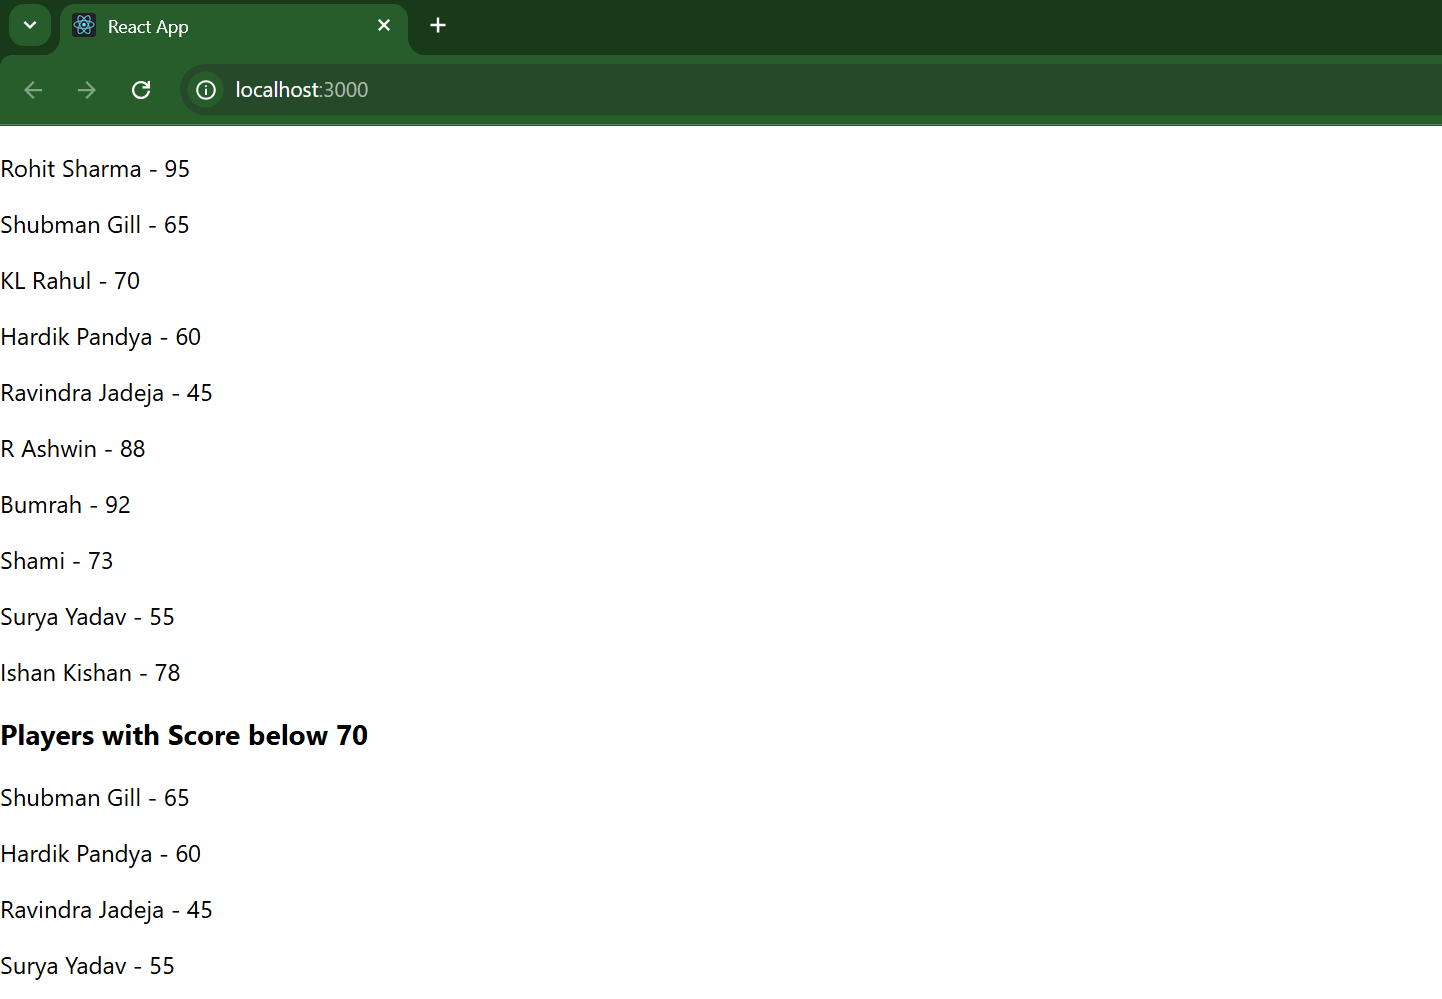 React App
localhost:3000
Rohit Sharma - 95
Shubman Gill - 65
KL Rahul - 70
Hardik Pandya - 60
Ravindra Jadeja - 45
R Ashwin - 88
Bumrah - 92
Shami - 73
Surya Yadav - 55
Ishan Kishan - 78
Players with Score below 70
Shubman Gill - 65
Hardik Pandya - 60
Ravindra Jadeja - 45
Surya Yadav - 55